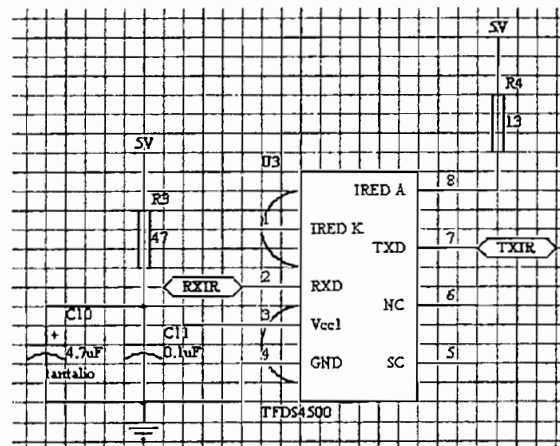 5V
R4
13
5V
U3
R9
47
8
IRED A
1
IRED K
7
TXD
TXIR
RXIR
2
RXD
6
NC
C10
+
4.7uF
tantalio
C11
0.1uF
3
Vcc1
4
GND
5
SC
TFDS4500